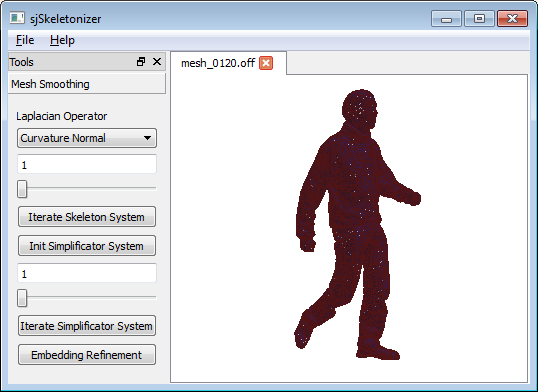 sjSkeletonizer
File Help
Tools
mesh_0120.off
Mesh Smoothing
Laplacian Operator
Curvature Normal
1
Iterate Skeleton System
Init Simplificator System
1
Iterate Simplificator System
Embedding Refinement